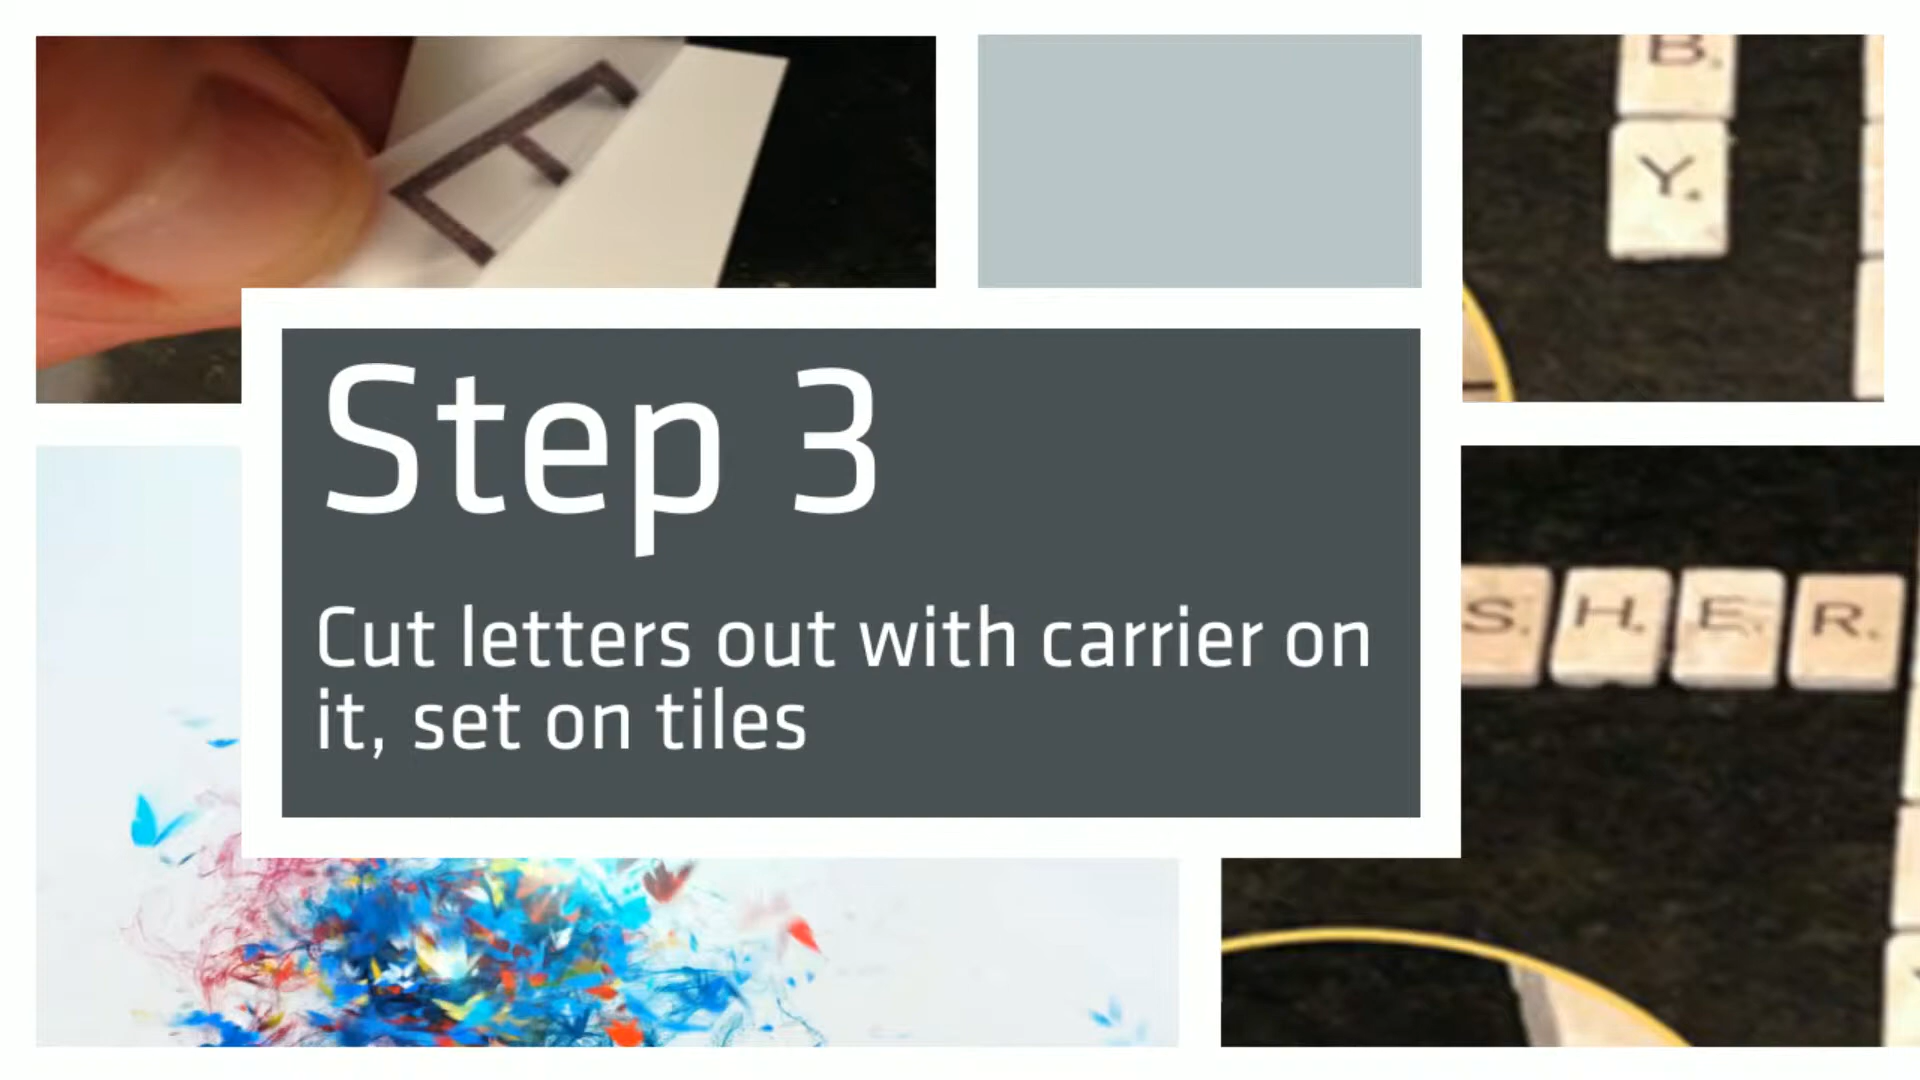 A
B.
Y.
Step 3
Cut letters out with carrier on
it, set on tiles
S. H. E. R.